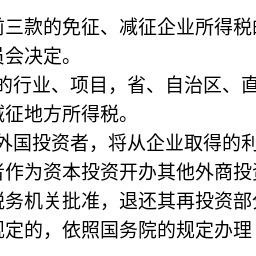 前三款的免征、减征企业所得税的
员会决定。
的行业、项目，省、自治区、直
减征地方所得税。
外国投资者，将从企业取得的利
者作为资本投资开办其他外商投资
税务机关批准，退还其再投资部分
规定的，依照国务院的规定办理